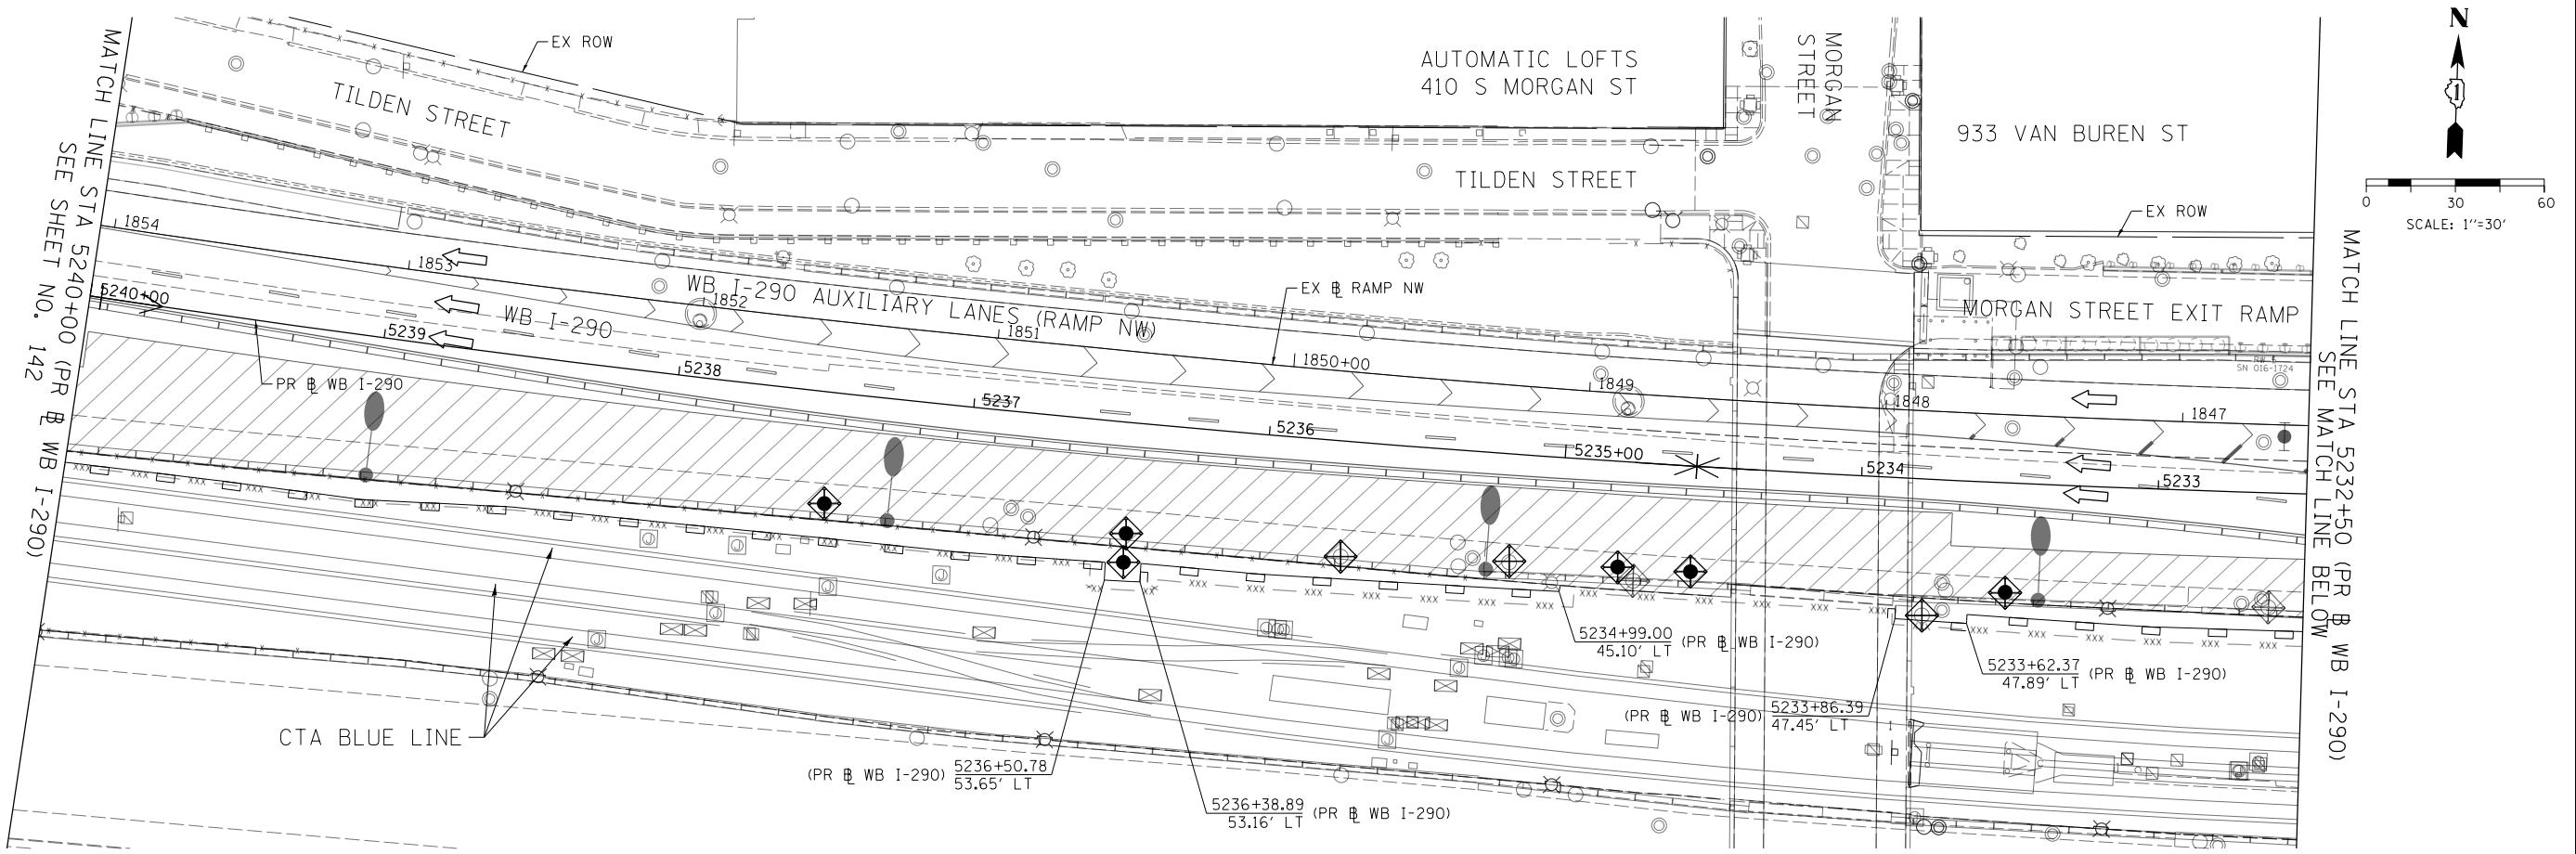 EX ROW
TILDEN STREET
AUTOMATIC LOFTS
410 S MORGAN ST
MORGAN
STREET
933 VAN BUREN ST
N
1
0 30 60
SCALE: 1"=30'
MATCH LINE STA 5240+00 (PR ℄ WB I-290)
SEE SHEET NO. 142
TILDEN STREET
EX ROW
1854
1853
1852
1851
1850+00
1849
1848
1847
WB I-290 AUXILIARY LANES (RAMP NW)
EX ℄ RAMP NW
MORGAN STREET EXIT RAMP
SN 016-1724
5240+00
5239
5238
5237
5236
5235+00
5234
5233
WB I-290
PR ℄ WB I-290
MATCH LINE STA 5232+50 (PR ℄ WB I-290)
SEE MATCH LINE BELOW
5234+99.00
45.10' LT
(PR ℄ WB I-290)
5233+62.37
47.89' LT
(PR ℄ WB I-290)
(PR ℄ WB I-290)
5233+86.39
47.45' LT
CTA BLUE LINE
(PR ℄ WB I-290)
5236+50.78
53.65' LT
5236+38.89
53.16' LT
(PR ℄ WB I-290)